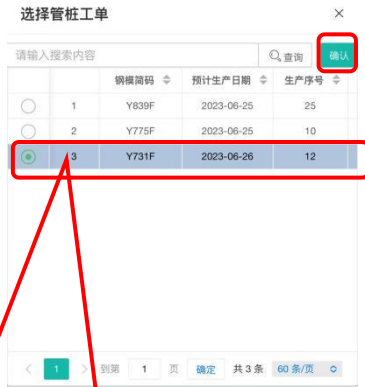 选择管桩工单 ×
请输入搜索内容 查询 确认
钢模简码 预计生产日期 生产序号
1 Y839F 2023-06-25 25
2 Y775F 2023-06-25 10
3 Y731F 2023-06-26 12
< 1 > 到第 1 页 确定 共 3 条 60 条/页